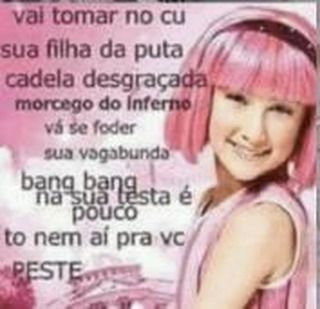 vai tomar no cu
sua filha da puta
cadela desgraçada
morcego do Inferno
vá se foder
sua vagabunda
bang bang
na sua testa é
pouco
to nem aí pra vc
PESTE